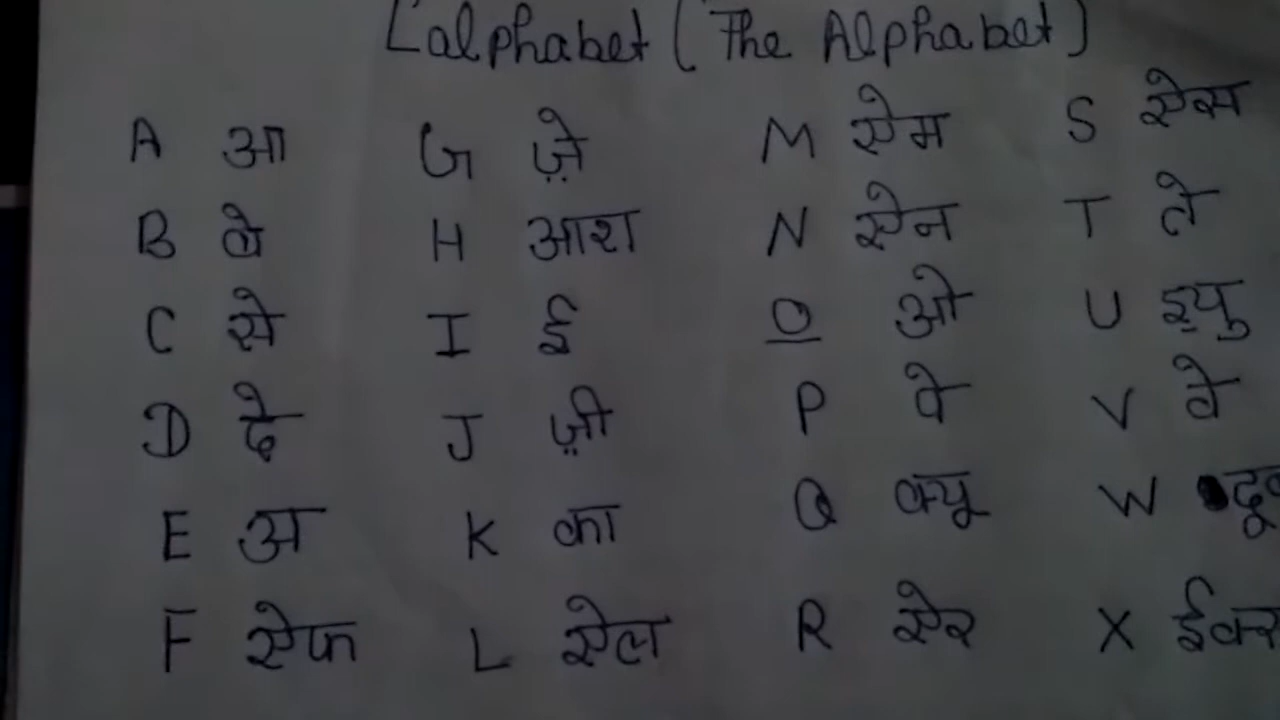 L'alphabet ( The Alphabet )
A आ G ज़े M ऐम S ऐस
B बे H आश N ऐन T ते
C से I ई O ओ U इ्यु
D दे J ज़ी P पे V वे
E अ K का Q क्यू W
F ऐफ L ऐल R ऐर X